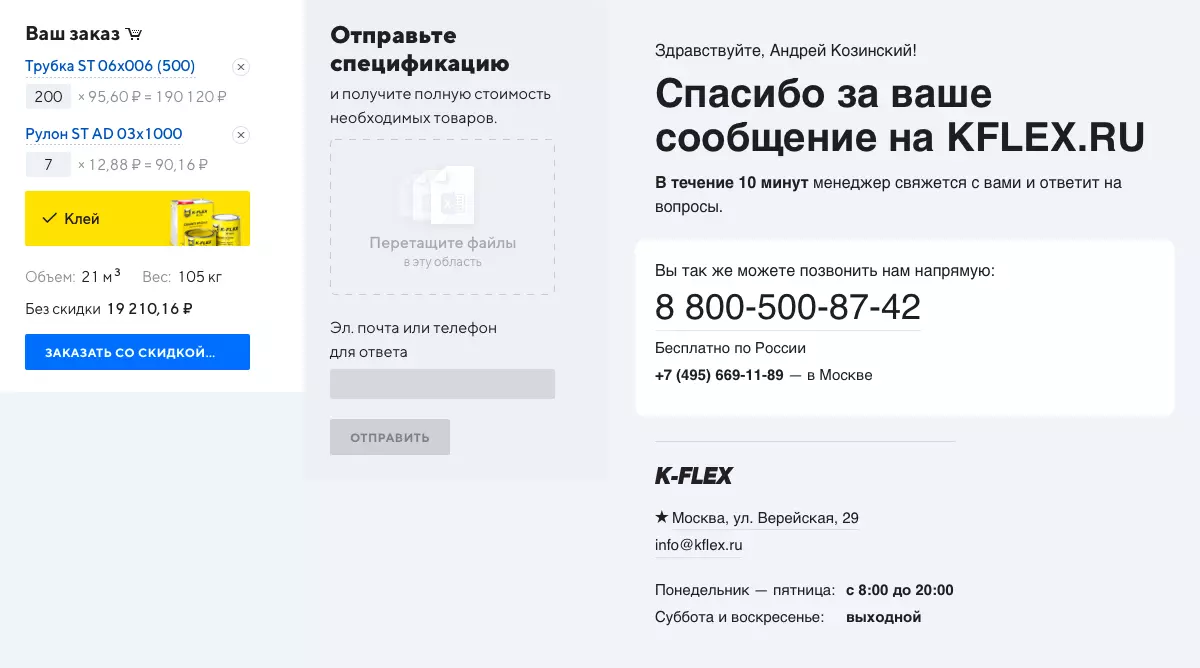 Ваш заказ
Трубка ST 06x006 (500)
200 × 95,60 ₽ = 190 120 ₽
Рулон ST AD 03x1000
7 × 12,88 ₽ = 90,16 ₽
Клей
K-FLEX
K-FLEX
K-FLEX
Объем: 21 м³ Вес: 105 кг
Без скидки 19 210,16 ₽
ЗАКАЗАТЬ СО СКИДКОЙ...
Отправьте
спецификацию
и получите полную стоимость
необходимых товаров.
Перетащите файлы
в эту область
Эл. почта или телефон
для ответа
ОТПРАВИТЬ
Здравствуйте, Андрей Козинский!
Спасибо за ваше
сообщение на KFLEX.RU
В течение 10 минут менеджер свяжется с вами и ответит на
вопросы.
Вы так же можете позвонить нам напрямую:
8 800-500-87-42
Бесплатно по России
+7 (495) 669-11-89 — в Москве
K-FLEX
★ Москва, ул. Верейская, 29
info@kflex.ru
Понедельник — пятница: с 8:00 до 20:00
Суббота и воскресенье: выходной